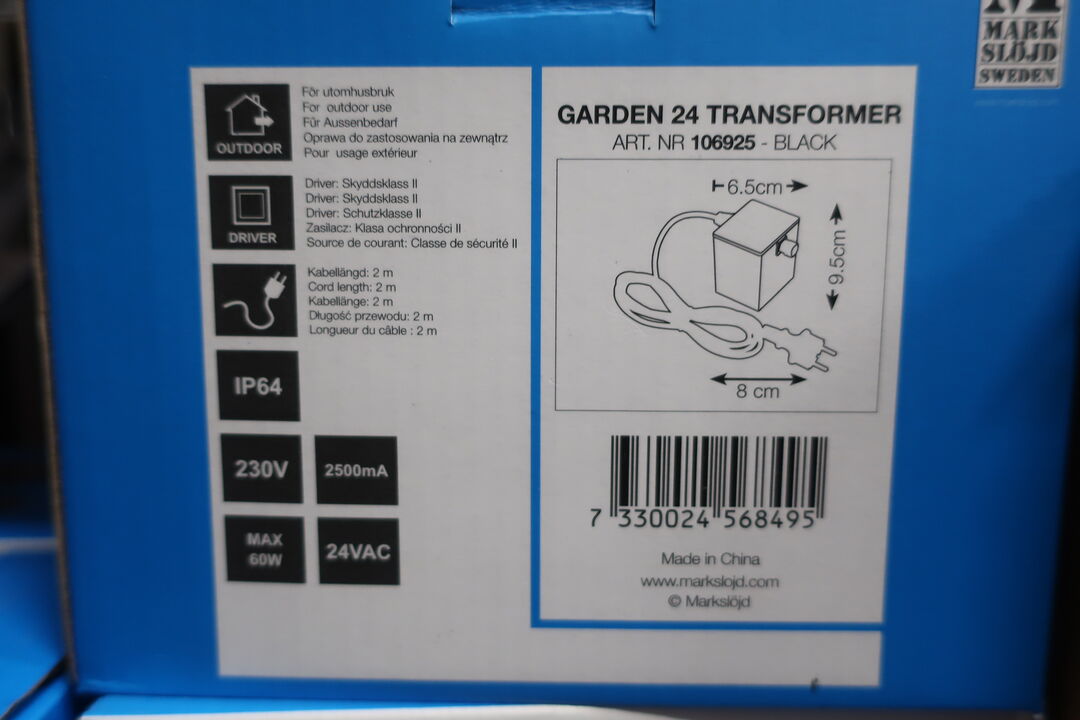 MARK
SLÖJD
SWEDEN
OUTDOOR
För utomhusbruk
For outdoor use
Für Aussenbedarf
Oprawa do zastosowania na zewnątrz
Pour usage extérieur
DRIVER
Driver: Skyddsklass II
Driver: Skyddsklass II
Driver: Schutzklasse II
Zasilacz: Klasa ochronności II
Source de courant: Classe de sécurité II
Kabellängd: 2 m
Cord length: 2 m
Kabellänge: 2 m
Długość przewodu: 2 m
Longueur du câble : 2 m
IP64
230V
2500mA
MAX
60W
24VAC
GARDEN 24 TRANSFORMER
ART. NR 106925 - BLACK
6.5cm
9.5cm
8 cm
7 330024 568495
Made in China
www.markslojd.com
© Markslöjd